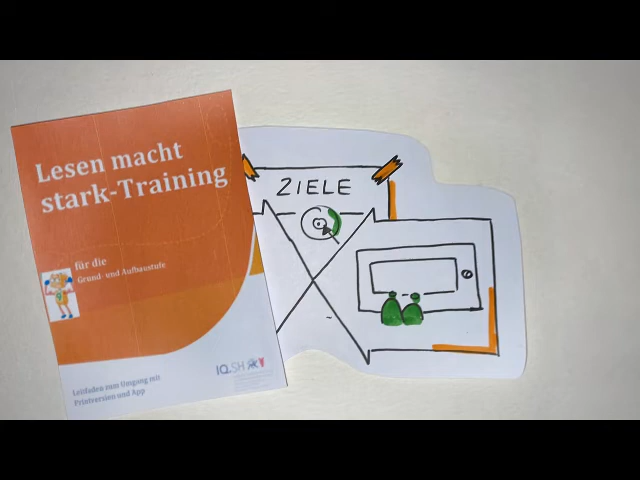 Lesen macht
stark-Training
für die
Grund- und Aufbaustufe
Leitfaden zum Umgang mit
Printversion und App
IQ.SH
ZIELE